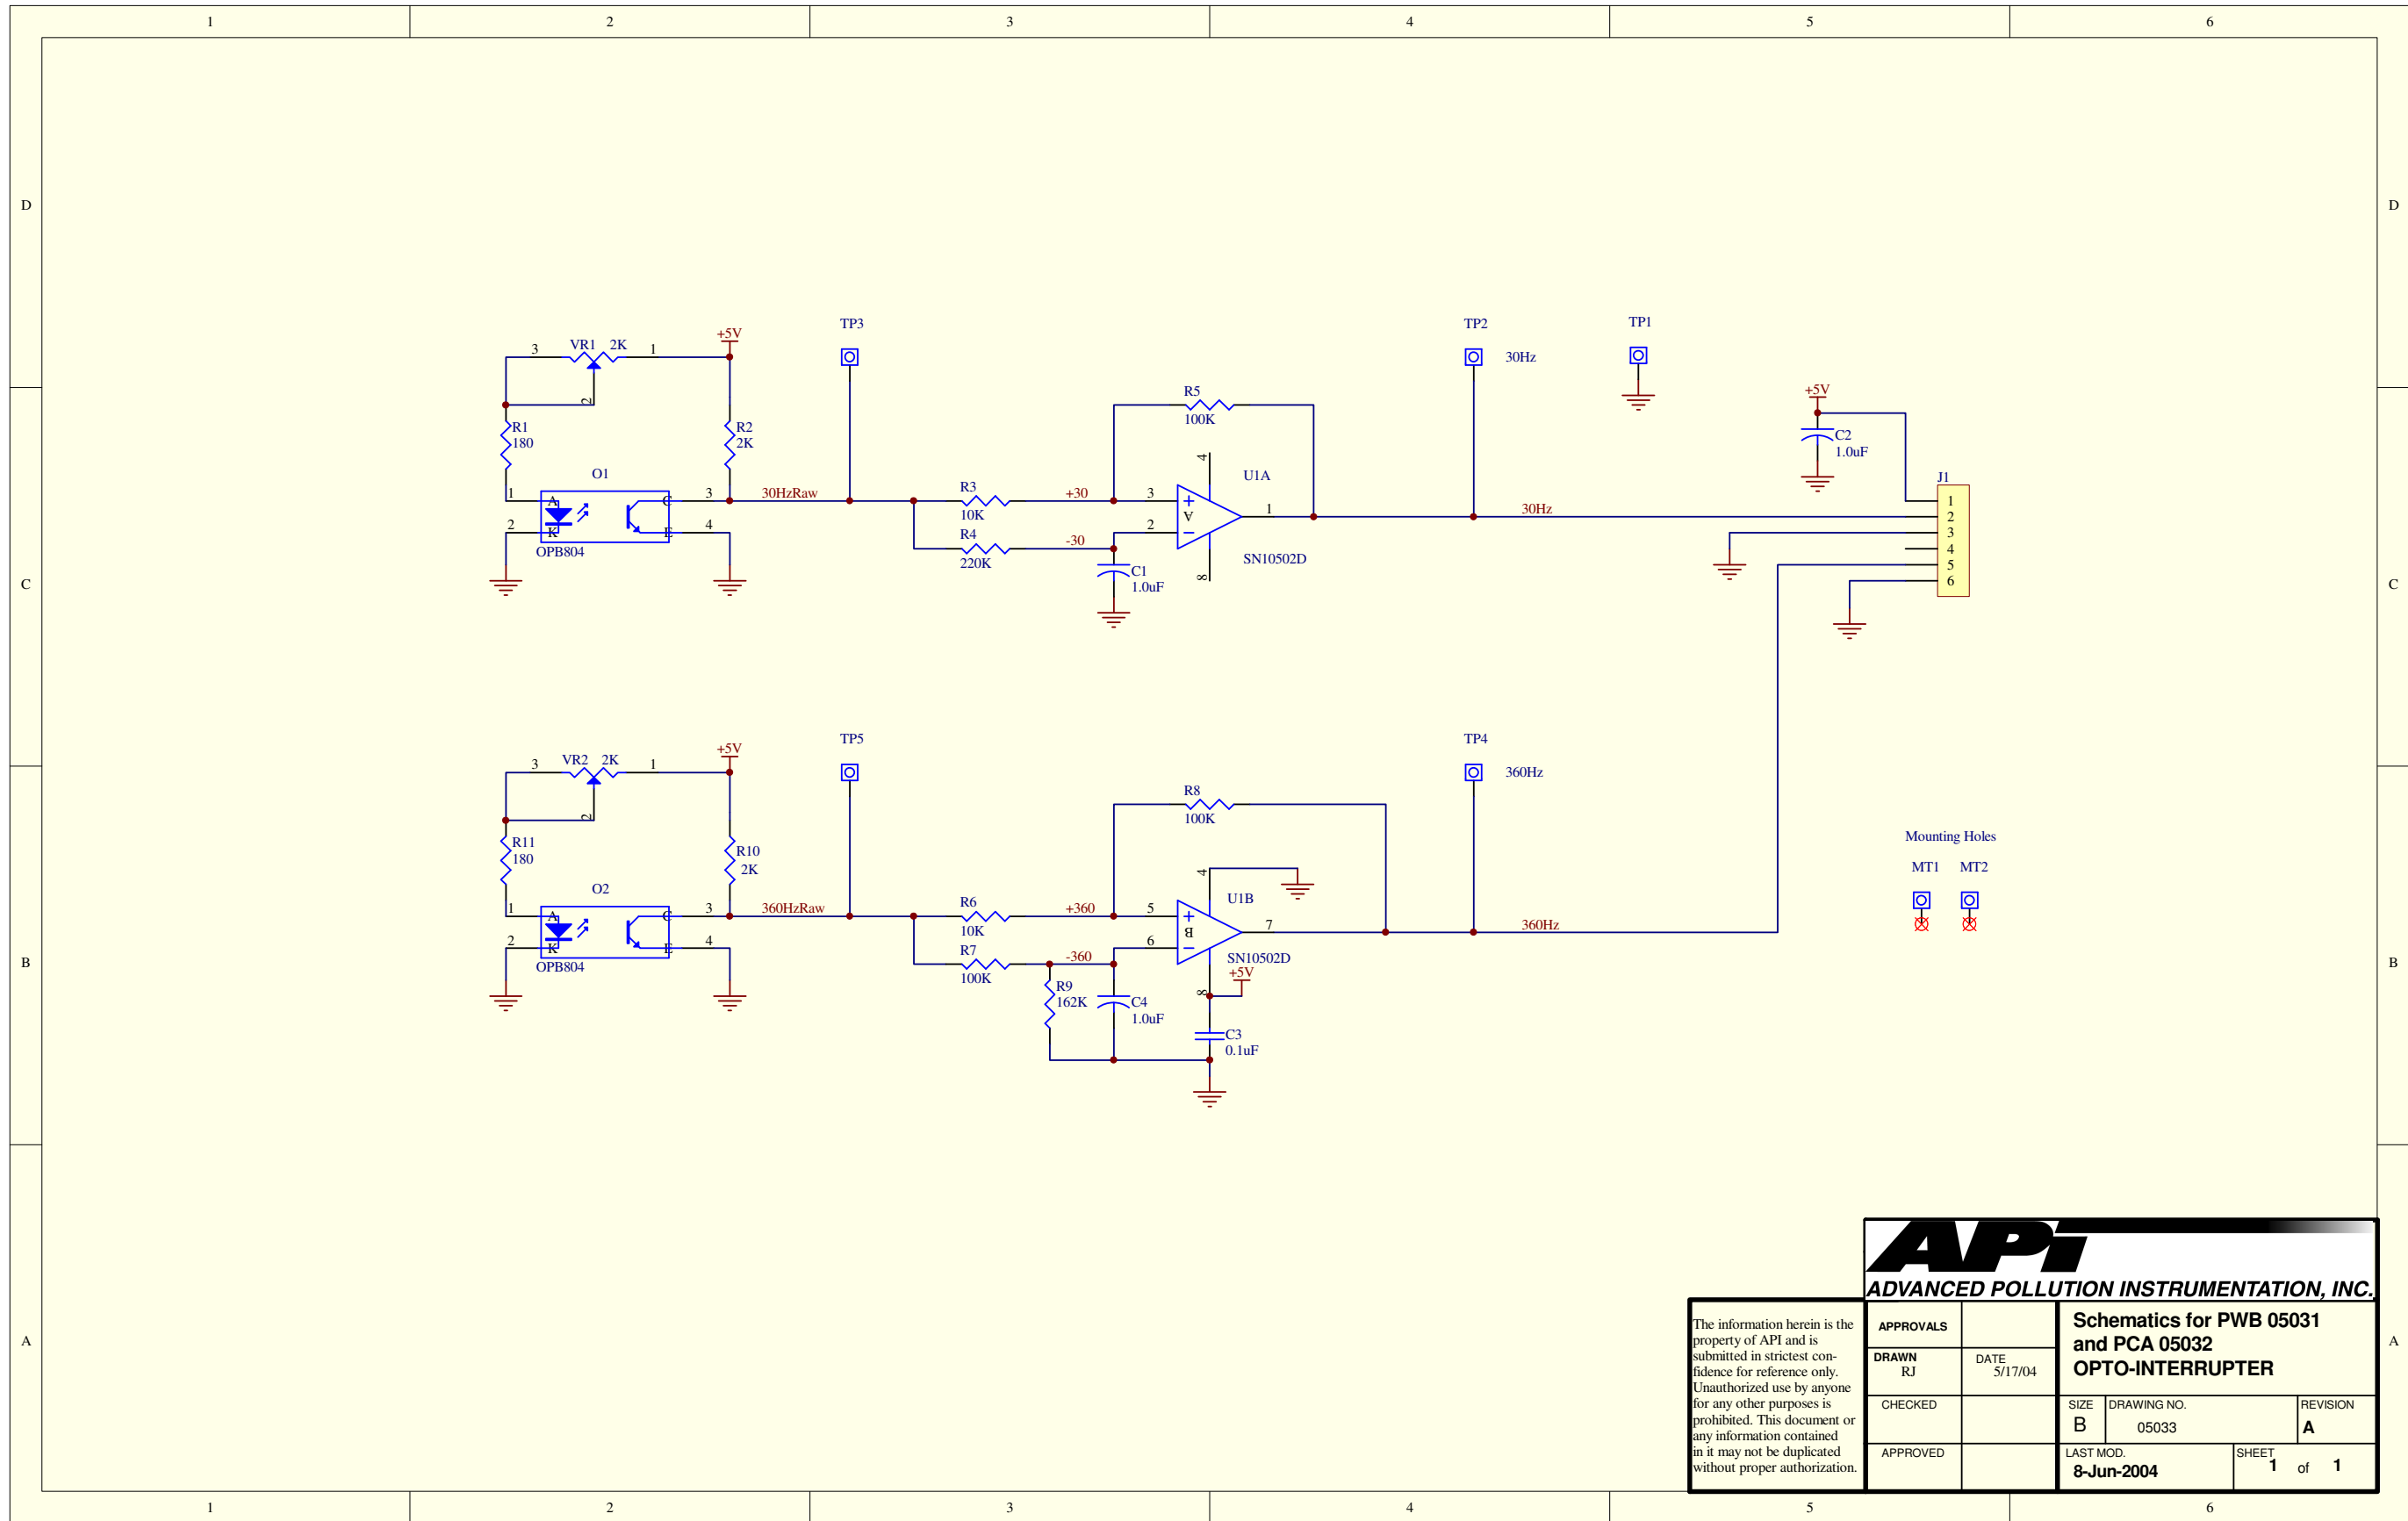 1 2 3 4 5 6
D D
TP3 TP2 TP1
+5V
3 VR1 2K 1
30Hz
2
R5
100K
+5V
C2
1.0uF
R1
180
R2
2K
4
U1A
J1
O1
1 A C 3
30HzRaw
R3
10K
+30
3
+
A
2
-
1
30Hz
1
2
3
4
5
6
2 K E 4
OPB804
R4
220K
-30
SN10502D
C1
1.0uF
8
C C
TP5 TP4
+5V
3 VR2 2K 1
360Hz
2
R8
100K
R11
180
R10
2K
Mounting Holes
MT1 MT2
4
U1B
O2
1 A C 3
360HzRaw
R6
10K
+360
5
+
B
6
-
7
360Hz
2 K E 4
OPB804
R7
100K
-360
SN10502D
+5V
R9
162K
C4
1.0uF
8
C3
0.1uF
B B
API
ADVANCED POLLUTION INSTRUMENTATION, INC.
The information herein is the
property of API and is
submitted in strictest con-
fidence for reference only.
Unauthorized use by anyone
for any other purposes is
prohibited. This document or
any information contained
in it may not be duplicated
without proper authorization.
APPROVALS
DRAWN
RJ
DATE
5/17/04
CHECKED
APPROVED
Schematics for PWB 05031
and PCA 05032
OPTO-INTERRUPTER
SIZE
B
DRAWING NO.
05033
REVISION
A
LAST MOD.
8-Jun-2004
SHEET
1 of 1
A A
1 2 3 4 5 6